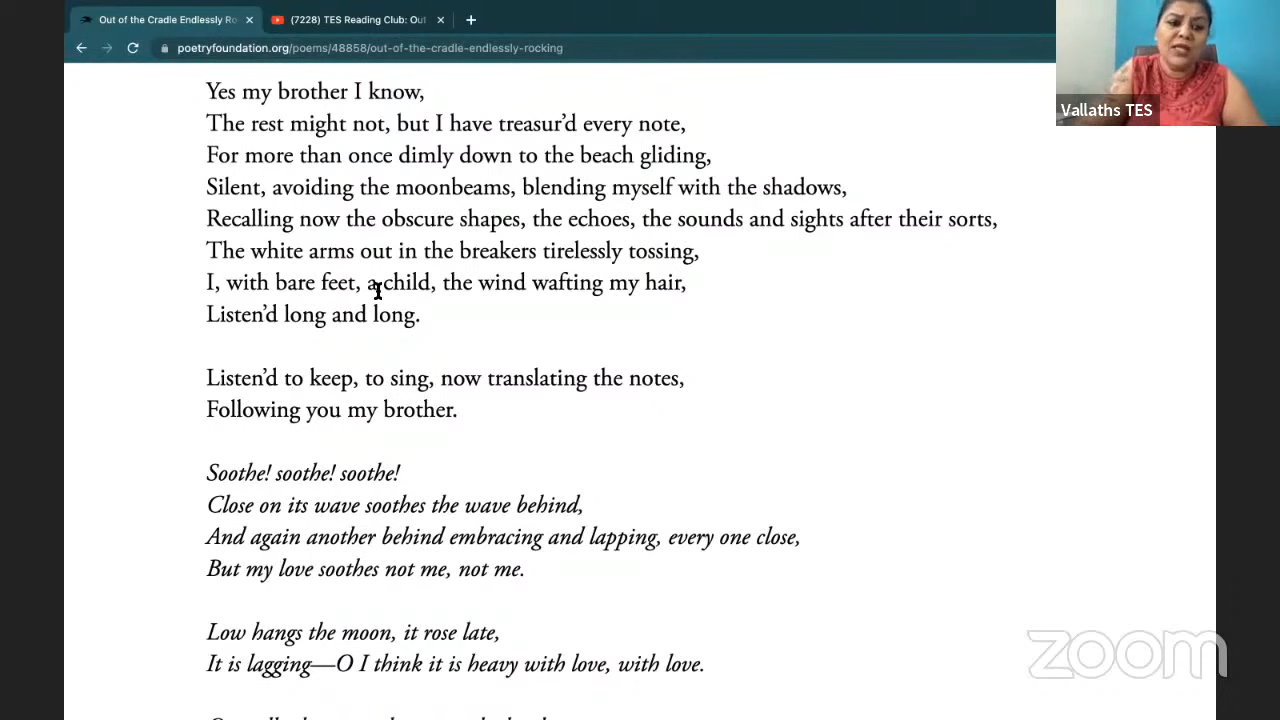 Out of the Cradle Endlessly Ro
(7228) TES Reading Club: Out
poetryfoundation.org/poems/48858/out-of-the-cradle-endlessly-rocking
Vallaths TES
Yes my brother I know,
The rest might not, but I have treasur’d every note,
For more than once dimly down to the beach gliding,
Silent, avoiding the moonbeams, blending myself with the shadows,
Recalling now the obscure shapes, the echoes, the sounds and sights after their sorts,
The white arms out in the breakers tirelessly tossing,
I, with bare feet, a child, the wind wafting my hair,
Listen’d long and long.
Listen’d to keep, to sing, now translating the notes,
Following you my brother.
Soothe! soothe! soothe!
Close on its wave soothes the wave behind,
And again another behind embracing and lapping, every one close,
But my love soothes not me, not me.
Low hangs the moon, it rose late,
It is lagging—O I think it is heavy with love, with love.
zoom